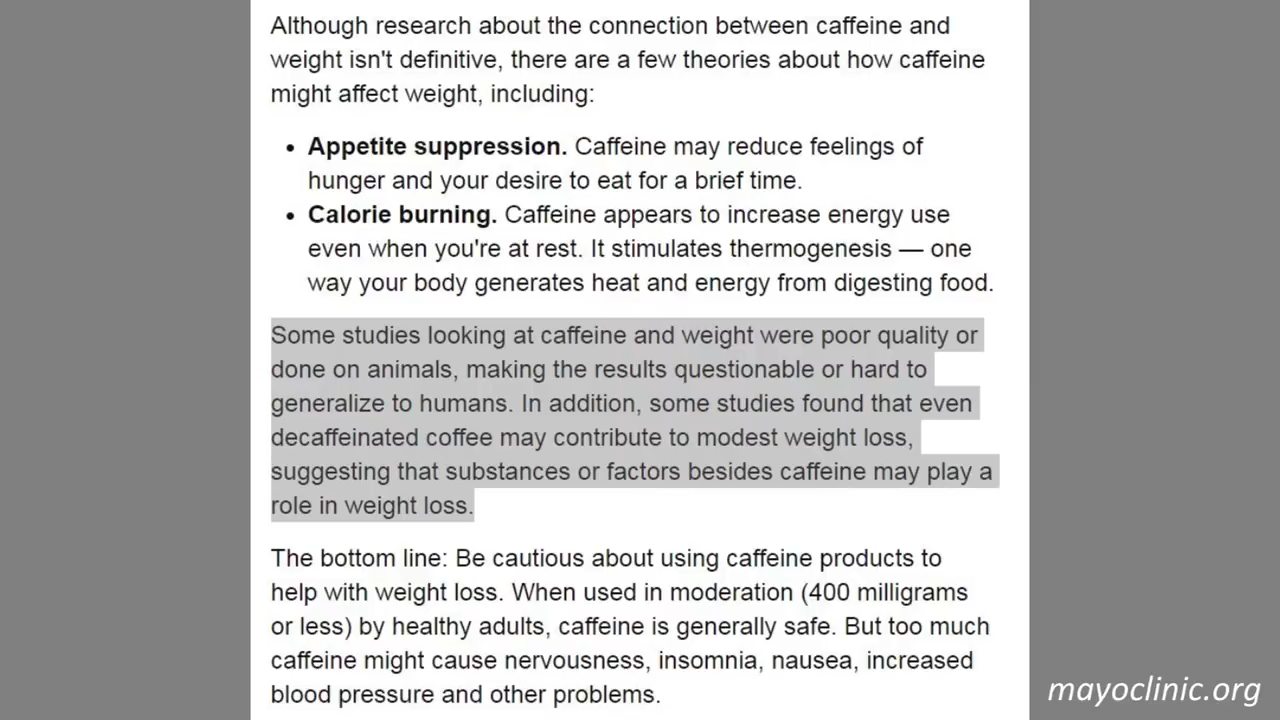 Although research about the connection between caffeine and
weight isn't definitive, there are a few theories about how caffeine
might affect weight, including:
• Appetite suppression. Caffeine may reduce feelings of
hunger and your desire to eat for a brief time.
• Calorie burning. Caffeine appears to increase energy use
even when you're at rest. It stimulates thermogenesis — one
way your body generates heat and energy from digesting food.
Some studies looking at caffeine and weight were poor quality or
done on animals, making the results questionable or hard to
generalize to humans. In addition, some studies found that even
decaffeinated coffee may contribute to modest weight loss,
suggesting that substances or factors besides caffeine may play a
role in weight loss.
The bottom line: Be cautious about using caffeine products to
help with weight loss. When used in moderation (400 milligrams
or less) by healthy adults, caffeine is generally safe. But too much
caffeine might cause nervousness, insomnia, nausea, increased
blood pressure and other problems.
mayoclinic.org